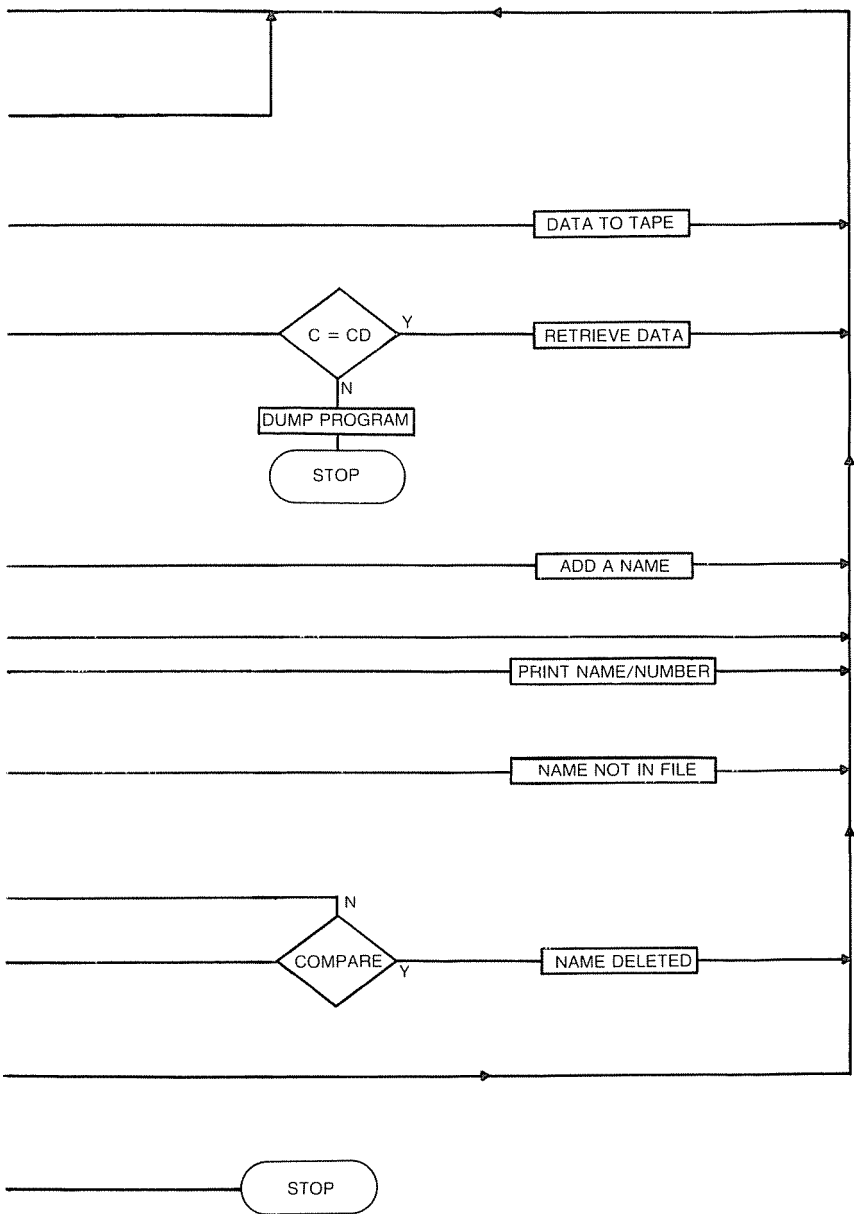 DATA TO TAPE
C = CD
Y
RETRIEVE DATA
N
DUMP PROGRAM
STOP
ADD A NAME
PRINT NAME/NUMBER
NAME NOT IN FILE
N
COMPARE
Y
NAME DELETED
STOP